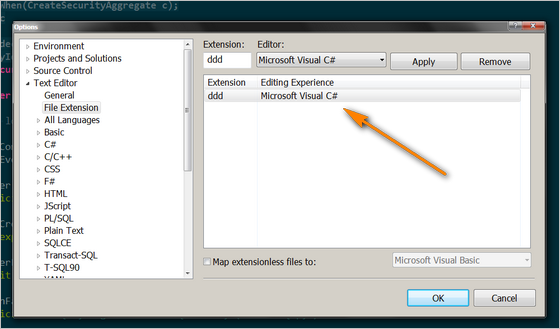 when(CreateSecurityAggregate c);
Options
Environment
Projects and Solutions
Source Control
Text Editor
General
File Extension
All Languages
Basic
C#
C/C++
CSS
F#
HTML
JScript
PL/SQL
Plain Text
SQLCE
Transact-SQL
T-SQL90
Extension:
Editor:
ddd
Microsoft Visual C#
Apply
Remove
Extension
Editing Experience
ddd
Microsoft Visual C#
Map extensionless files to:
Microsoft Visual Basic
OK
Cancel